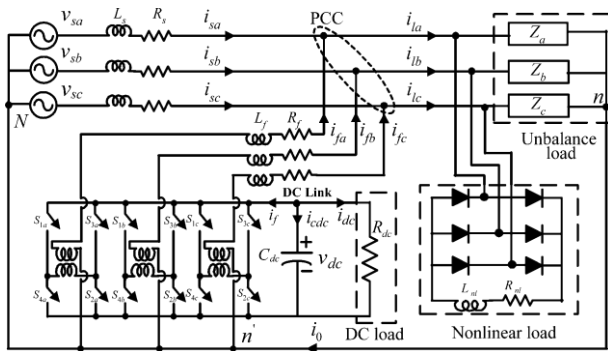 v_sa L_s R_s i_sa PCC i_la Z_a
v_sb i_sb i_lb Z_b
v_sc i_sc i_lc Z_c
N n
L_f R_f i_fa i_fb i_fc
Unbalance load
DC Link
i_f i_cdc i_dc
S_1a S_3a S_1b S_3b S_1c S_3c
C_dc + − v_dc R_dc
S_4a S_2a S_4b S_2b S_4c S_2c
L_nl R_nl
n' i_0 DC load
Nonlinear load